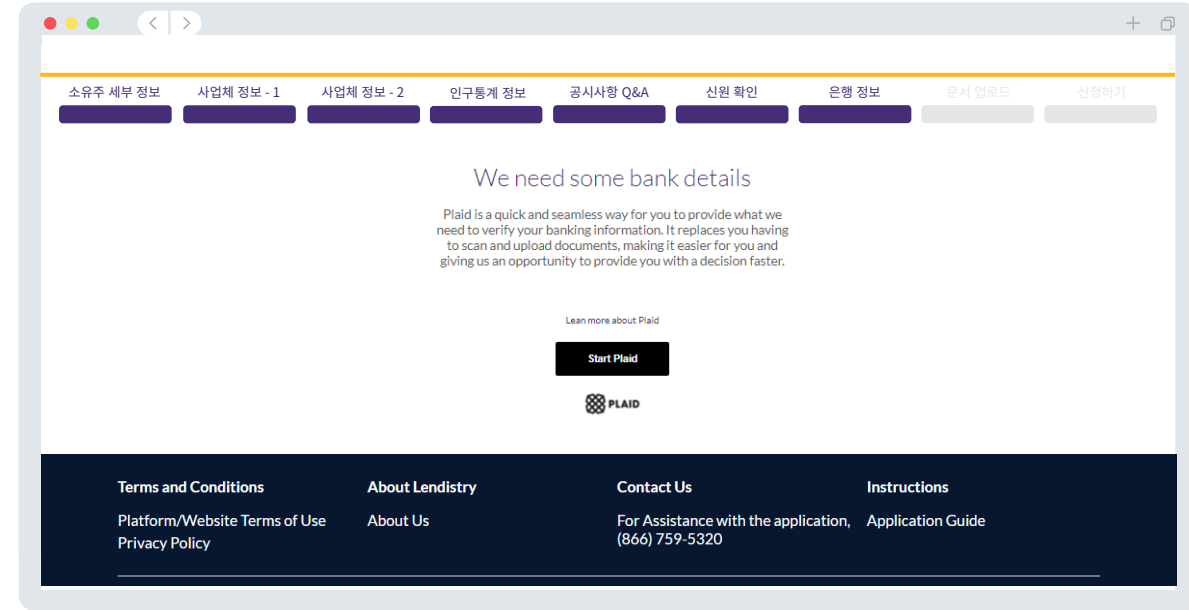 소유주 세부 정보
사업체 정보 - 1
사업체 정보 - 2
인구통계 정보
공시사항 Q&A
신원 확인
은행 정보
문서 업로드
신청하기
We need some bank details
Plaid is a quick and seamless way for you to provide what we
need to verify your banking information. It replaces you having
to scan and upload documents, making it easier for you and
giving us an opportunity to provide you with a decision faster.
Lean more about Plaid
Start Plaid
PLAID
Terms and Conditions
Platform/Website Terms of Use
Privacy Policy
About Lendistry
About Us
Contact Us
For Assistance with the application,
(866) 759-5320
Instructions
Application Guide